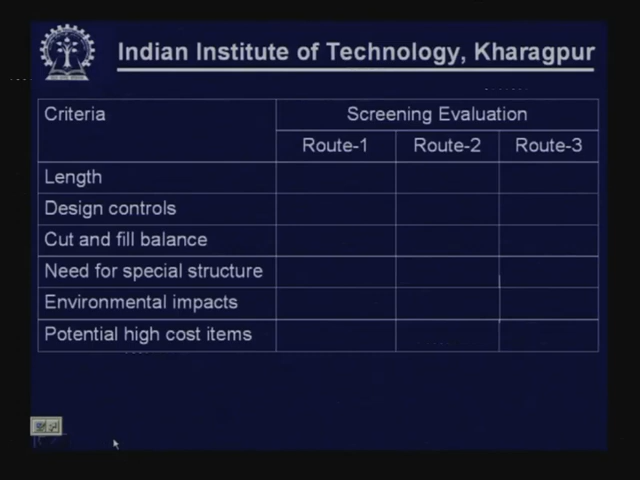 Indian Institute of Technology, Kharagpur
Criteria
Screening Evaluation
Route-1 Route-2 Route-3
Length
Design controls
Cut and fill balance
Need for special structure
Environmental impacts
Potential high cost items